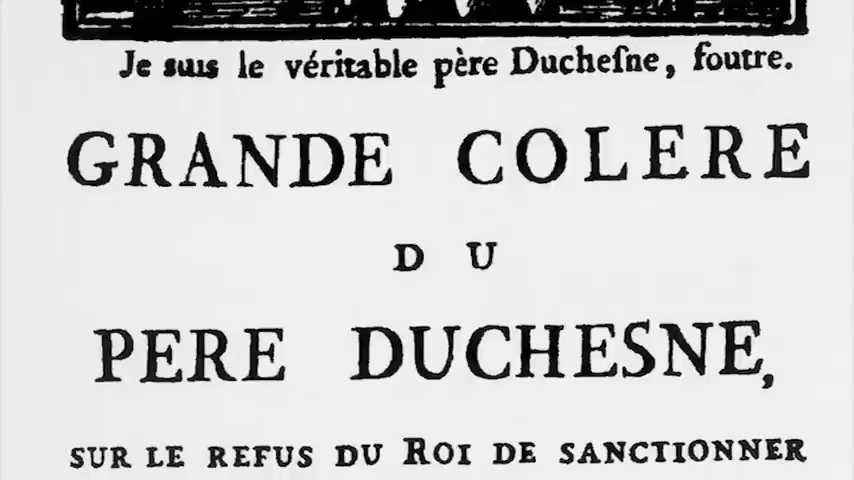 Je suis le véritable père Ducheſne, foutre.
GRANDE COLERE
DU
PERE DUCHESNE,
SUR LE REFUS DU ROI DE SANCTIONNER